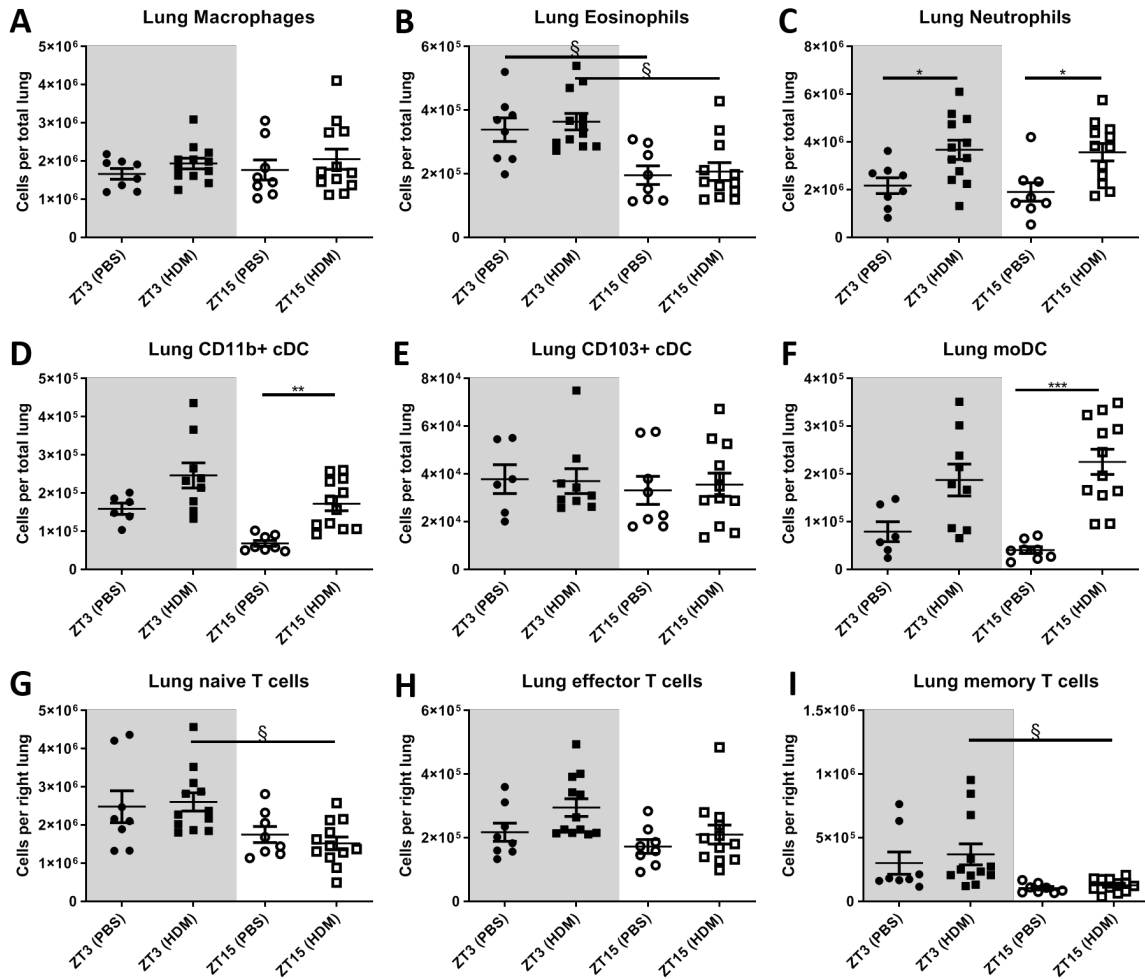 A Lung Macrophages
Cells per total lung
5×10⁶
4×10⁶
3×10⁶
2×10⁶
1×10⁶
0
ZT3 (PBS)
ZT3 (HDM)
ZT15 (PBS)
ZT15 (HDM)
B Lung Eosinophils
Cells per total lung
6×10⁵
4×10⁵
2×10⁵
0
§
§
ZT3 (PBS)
ZT3 (HDM)
ZT15 (PBS)
ZT15 (HDM)
C Lung Neutrophils
Cells per total lung
8×10⁶
6×10⁶
4×10⁶
2×10⁶
0
*
*
ZT3 (PBS)
ZT3 (HDM)
ZT15 (PBS)
ZT15 (HDM)
D Lung CD11b+ cDC
Cells per total lung
5×10⁵
4×10⁵
3×10⁵
2×10⁵
1×10⁵
0
**
ZT3 (PBS)
ZT3 (HDM)
ZT15 (PBS)
ZT15 (HDM)
E Lung CD103+ cDC
Cells per total lung
8×10⁴
6×10⁴
4×10⁴
2×10⁴
0
ZT3 (PBS)
ZT3 (HDM)
ZT15 (PBS)
ZT15 (HDM)
F Lung moDC
Cells per total lung
4×10⁵
3×10⁵
2×10⁵
1×10⁵
0
***
ZT3 (PBS)
ZT3 (HDM)
ZT15 (PBS)
ZT15 (HDM)
G Lung naive T cells
Cells per right lung
5×10⁶
4×10⁶
3×10⁶
2×10⁶
1×10⁶
0
§
ZT3 (PBS)
ZT3 (HDM)
ZT15 (PBS)
ZT15 (HDM)
H Lung effector T cells
Cells per right lung
6×10⁵
4×10⁵
2×10⁵
0
ZT3 (PBS)
ZT3 (HDM)
ZT15 (PBS)
ZT15 (HDM)
I Lung memory T cells
Cells per right lung
1.5×10⁶
1×10⁶
5×10⁵
0
§
ZT3 (PBS)
ZT3 (HDM)
ZT15 (PBS)
ZT15 (HDM)